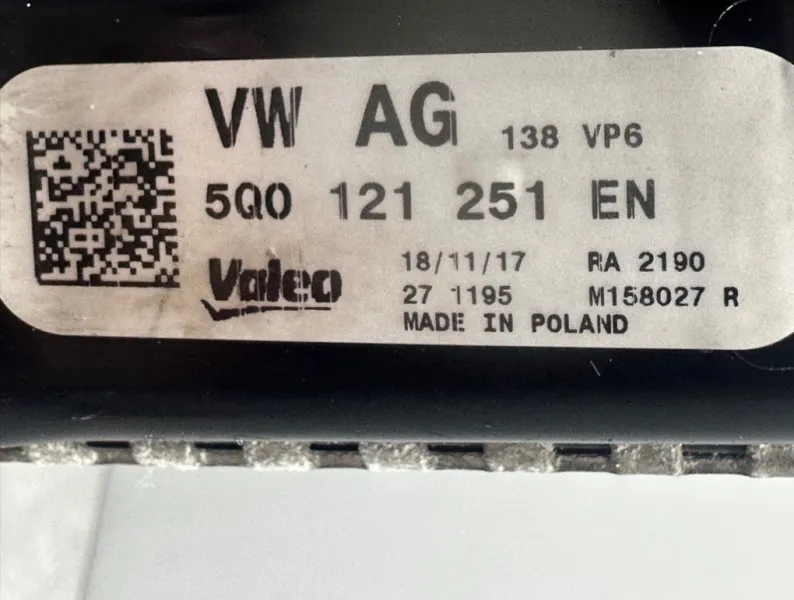 VW AG 138 VP6
5Q0 121 251 EN
Valeo 18/11/17 RA 2190
27 1195 M158027 R
MADE IN POLAND